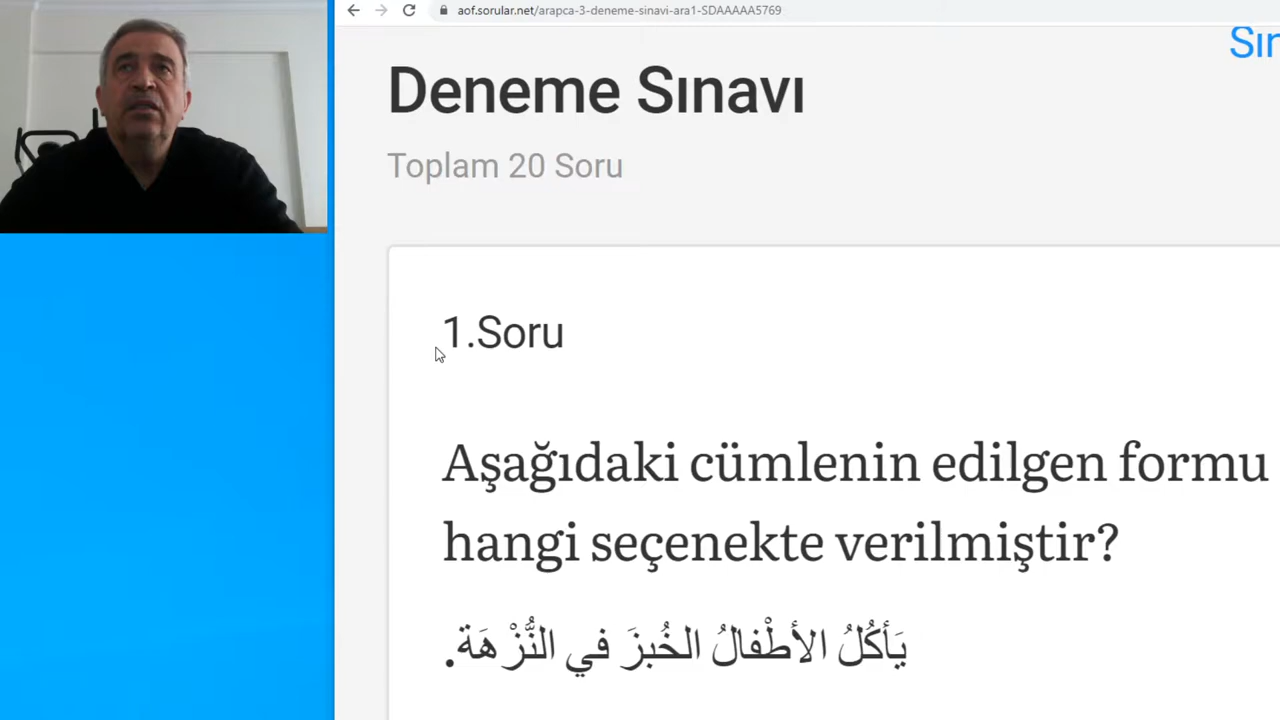 aof.sorular.net/arapca-3-deneme-sinavi-ara1-SDAAAAA5769
Deneme Sınavı
Toplam 20 Soru
1.Soru
Aşağıdaki cümlenin edilgen formu
hangi seçenekte verilmiştir?
يَأكُلُ الأطْفالُ الخُبزَ في النُّزْهَة.